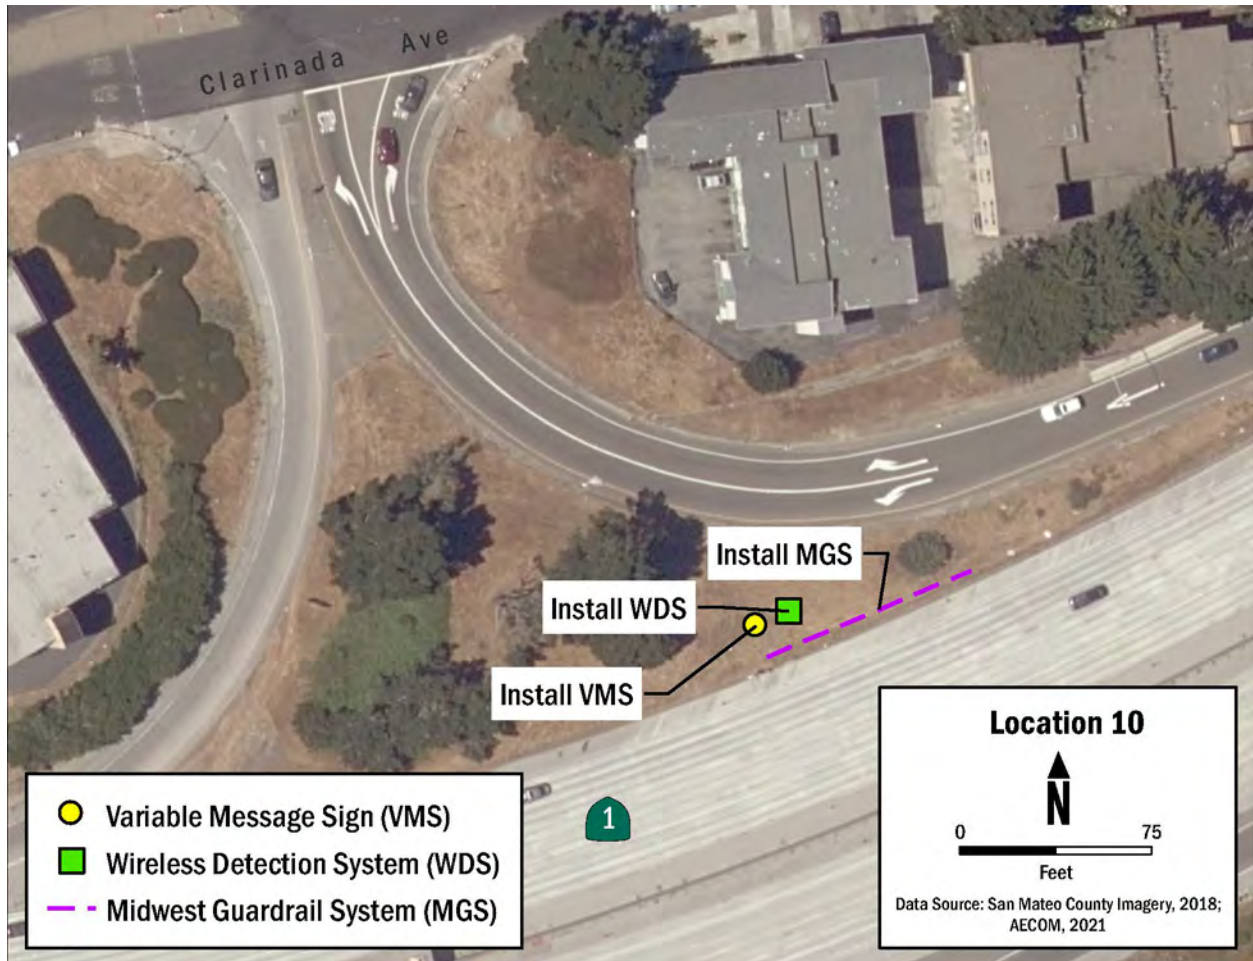 Clarinada Ave
Install MGS
Install WDS
Install VMS
1
Location 10
N
0 75
Feet
Data Source: San Mateo County Imagery, 2018;
AECOM, 2021
Variable Message Sign (VMS)
Wireless Detection System (WDS)
Midwest Guardrail System (MGS)